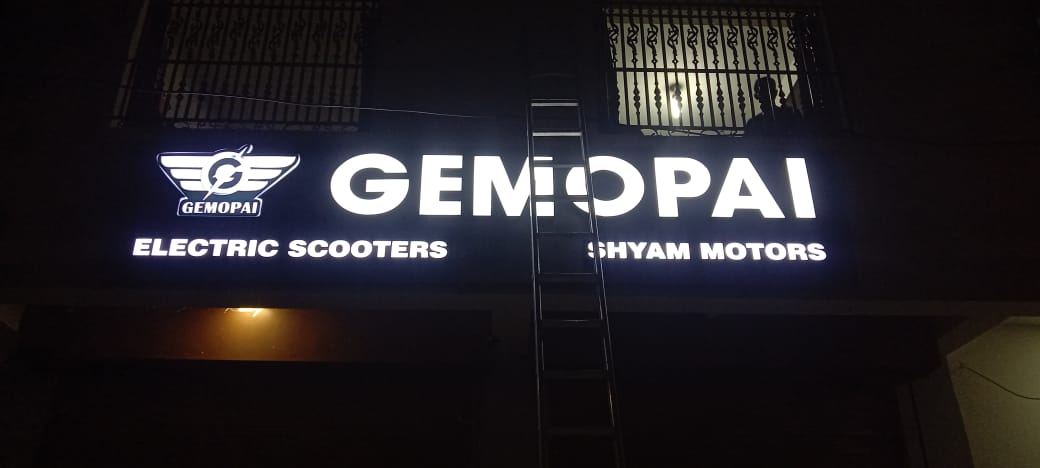 GEMOPAI
GEMOPAI
ELECTRIC SCOOTERS
SHYAM MOTORS